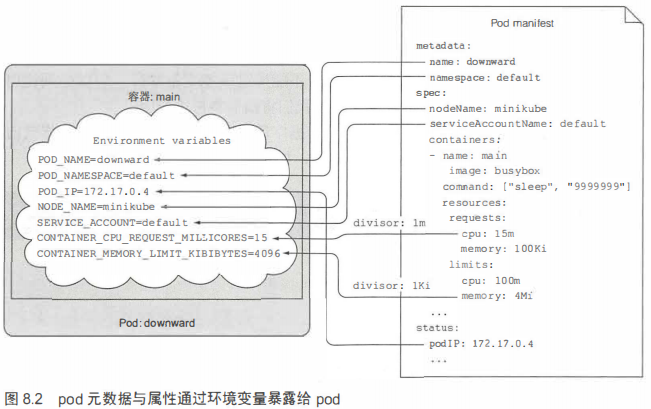 容器: main
Environment variables
POD_NAME=downward
POD_NAMESPACE=default
POD_IP=172.17.0.4
NODE_NAME=minikube
SERVICE_ACCOUNT=default
CONTAINER_CPU_REQUEST_MILLICORES=15
CONTAINER_MEMORY_LIMIT_KIBIBYTES=4096
Pod: downward
divisor: 1m
divisor: 1Ki
Pod manifest
metadata:
name: downward
namespace: default
spec:
nodeName: minikube
serviceAccountName: default
containers:
- name: main
image: busybox
command: ["sleep", "9999999"]
resources:
requests:
cpu: 15m
memory: 100Ki
limits:
cpu: 100m
memory: 4Mi
...
status:
podIP: 172.17.0.4
...
图 8.2 pod 元数据与属性通过环境变量暴露给 pod